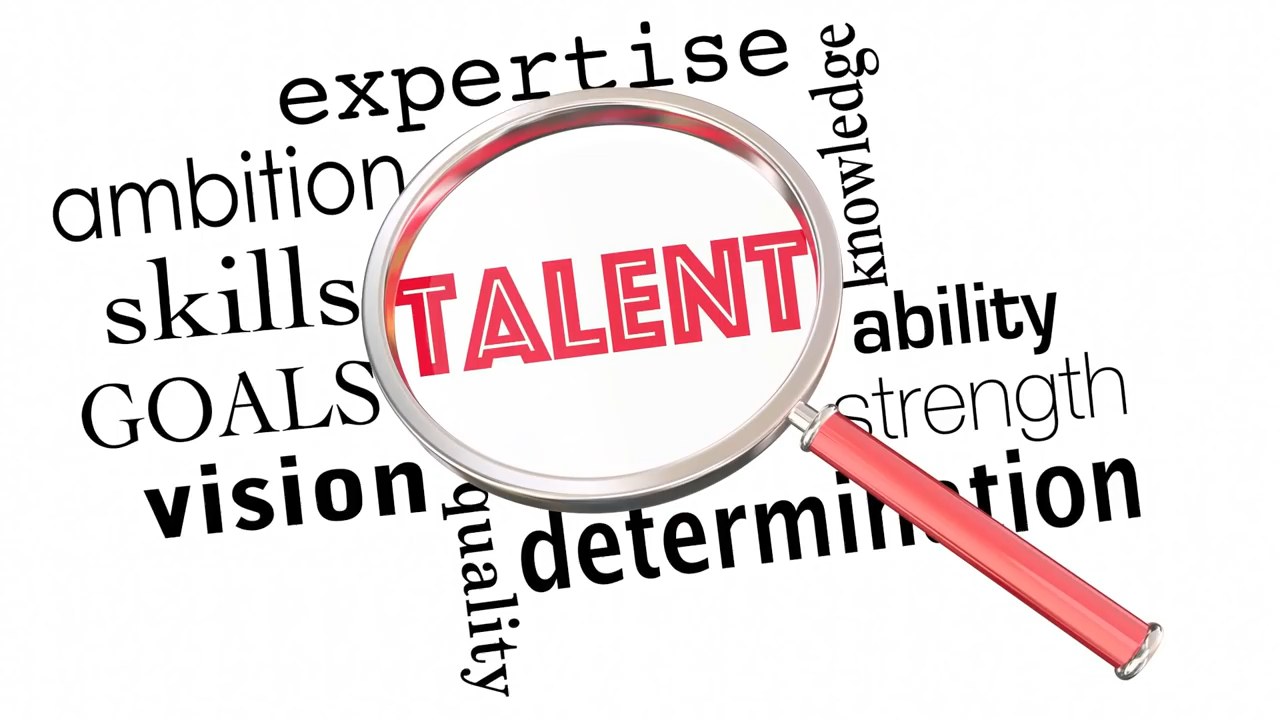 expertise
knowledge
ambition
skills
TALENT
ability
GOALS
strength
vision
determination
quality